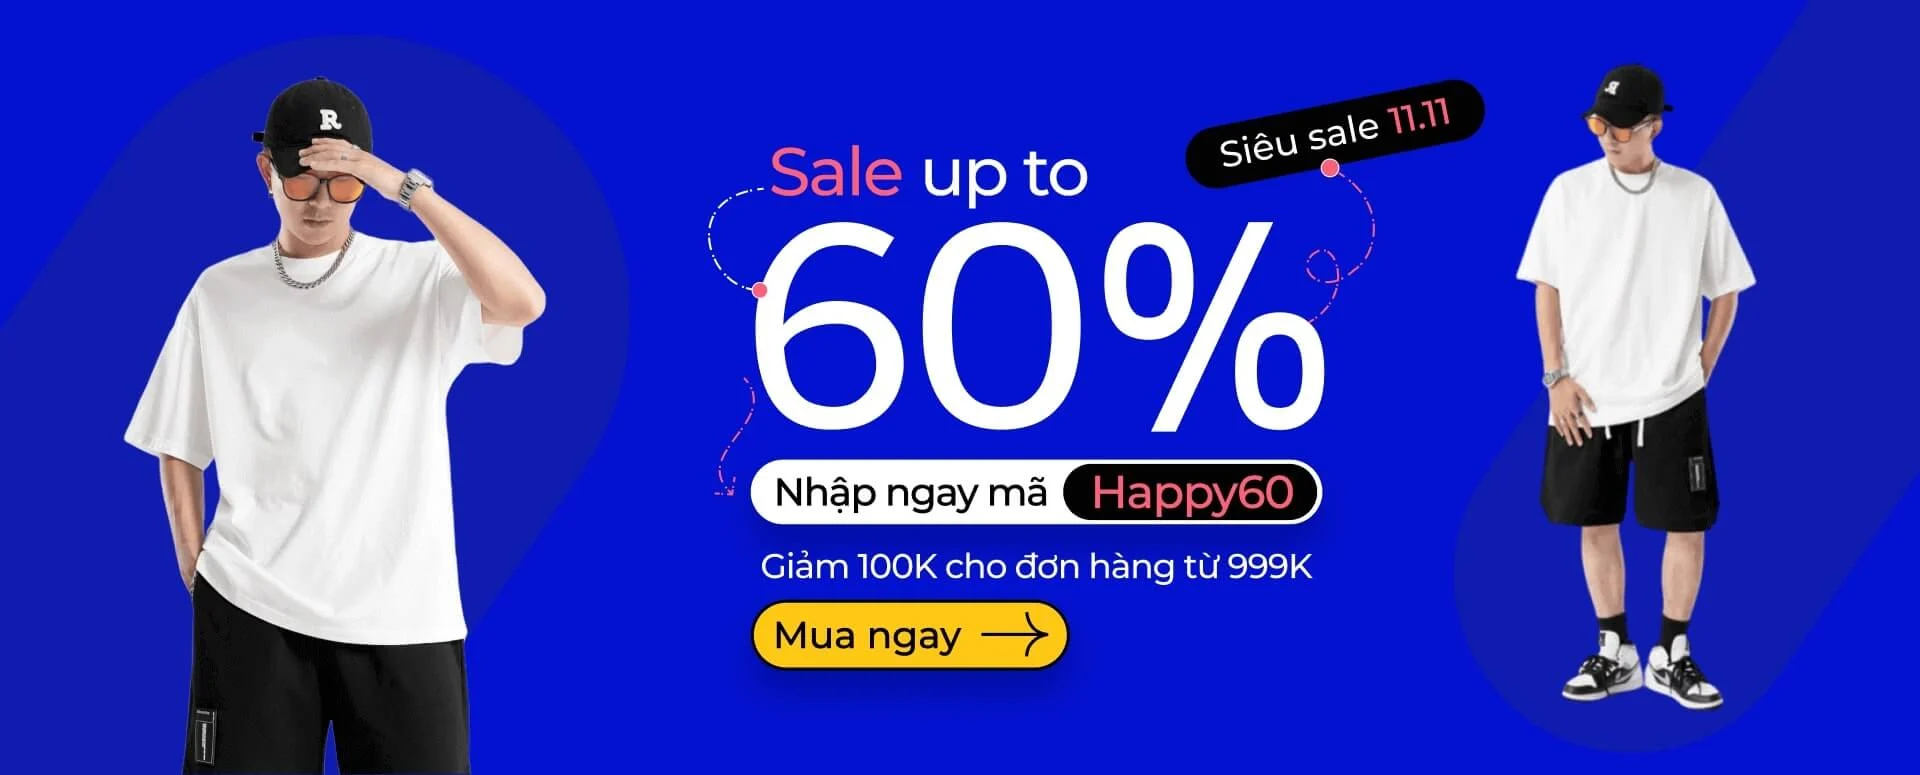 R
Sale up to
60%
Siêu sale 11.11
Nhập ngay mã Happy60
Giảm 100K cho đơn hàng từ 999K
Mua ngay